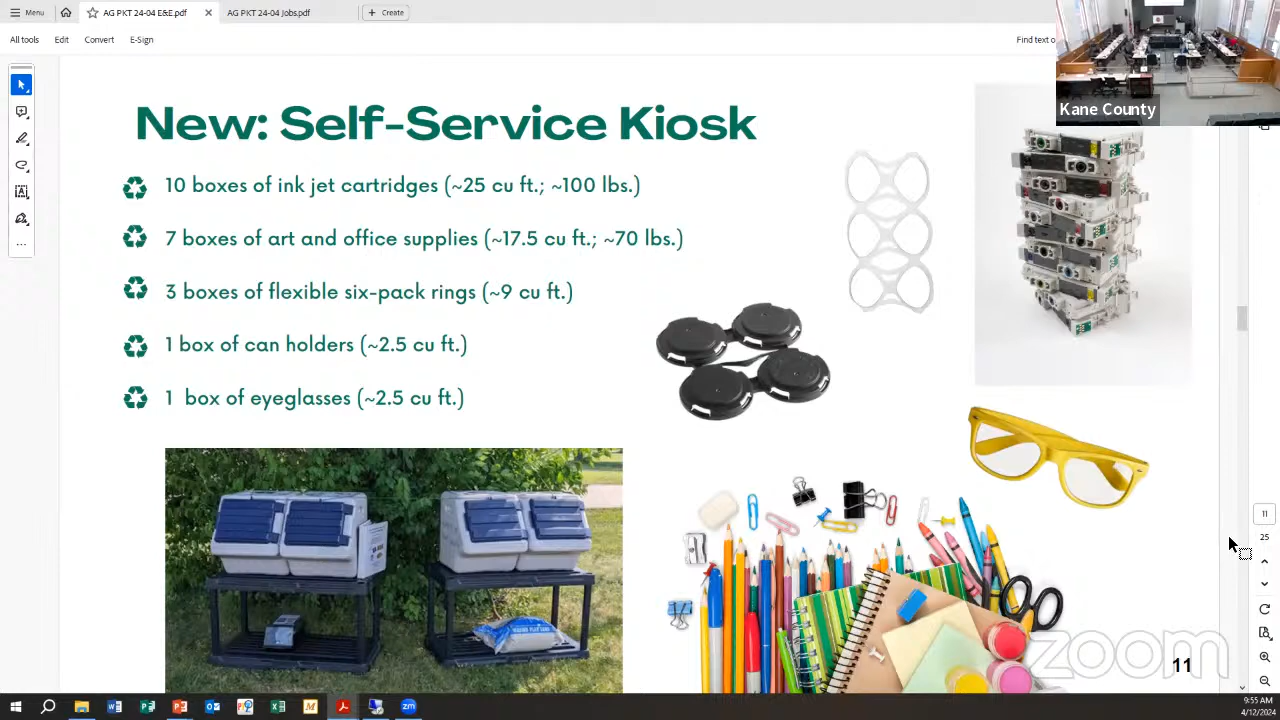 Menu
AG PKT 24-04 E&E.pdf
AG PKT 24-04 Jobs.pdf
Create
All tools
Edit
Convert
E-Sign
Find text o
Kane County
New: Self-Service Kiosk
10 boxes of ink jet cartridges (~25 cu ft.; ~100 lbs.)
7 boxes of art and office supplies (~17.5 cu ft.; ~70 lbs.)
3 boxes of flexible six-pack rings (~9 cu ft.)
1 box of can holders (~2.5 cu ft.)
1 box of eyeglasses (~2.5 cu ft.)
11
25
zoom
11
9:55 AM
4/12/2024